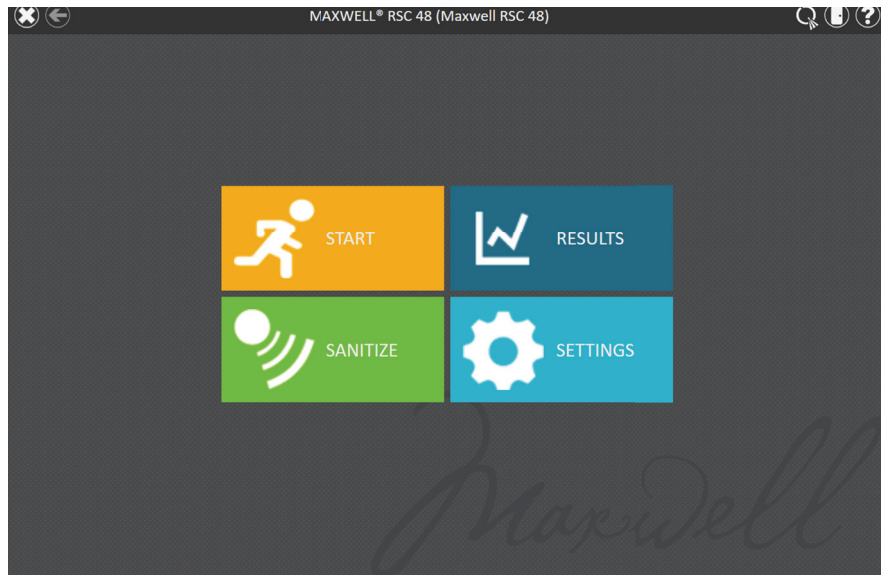 MAXWELL® RSC 48 (Maxwell RSC 48)
?
START
RESULTS
SANITIZE
SETTINGS
Maxwell